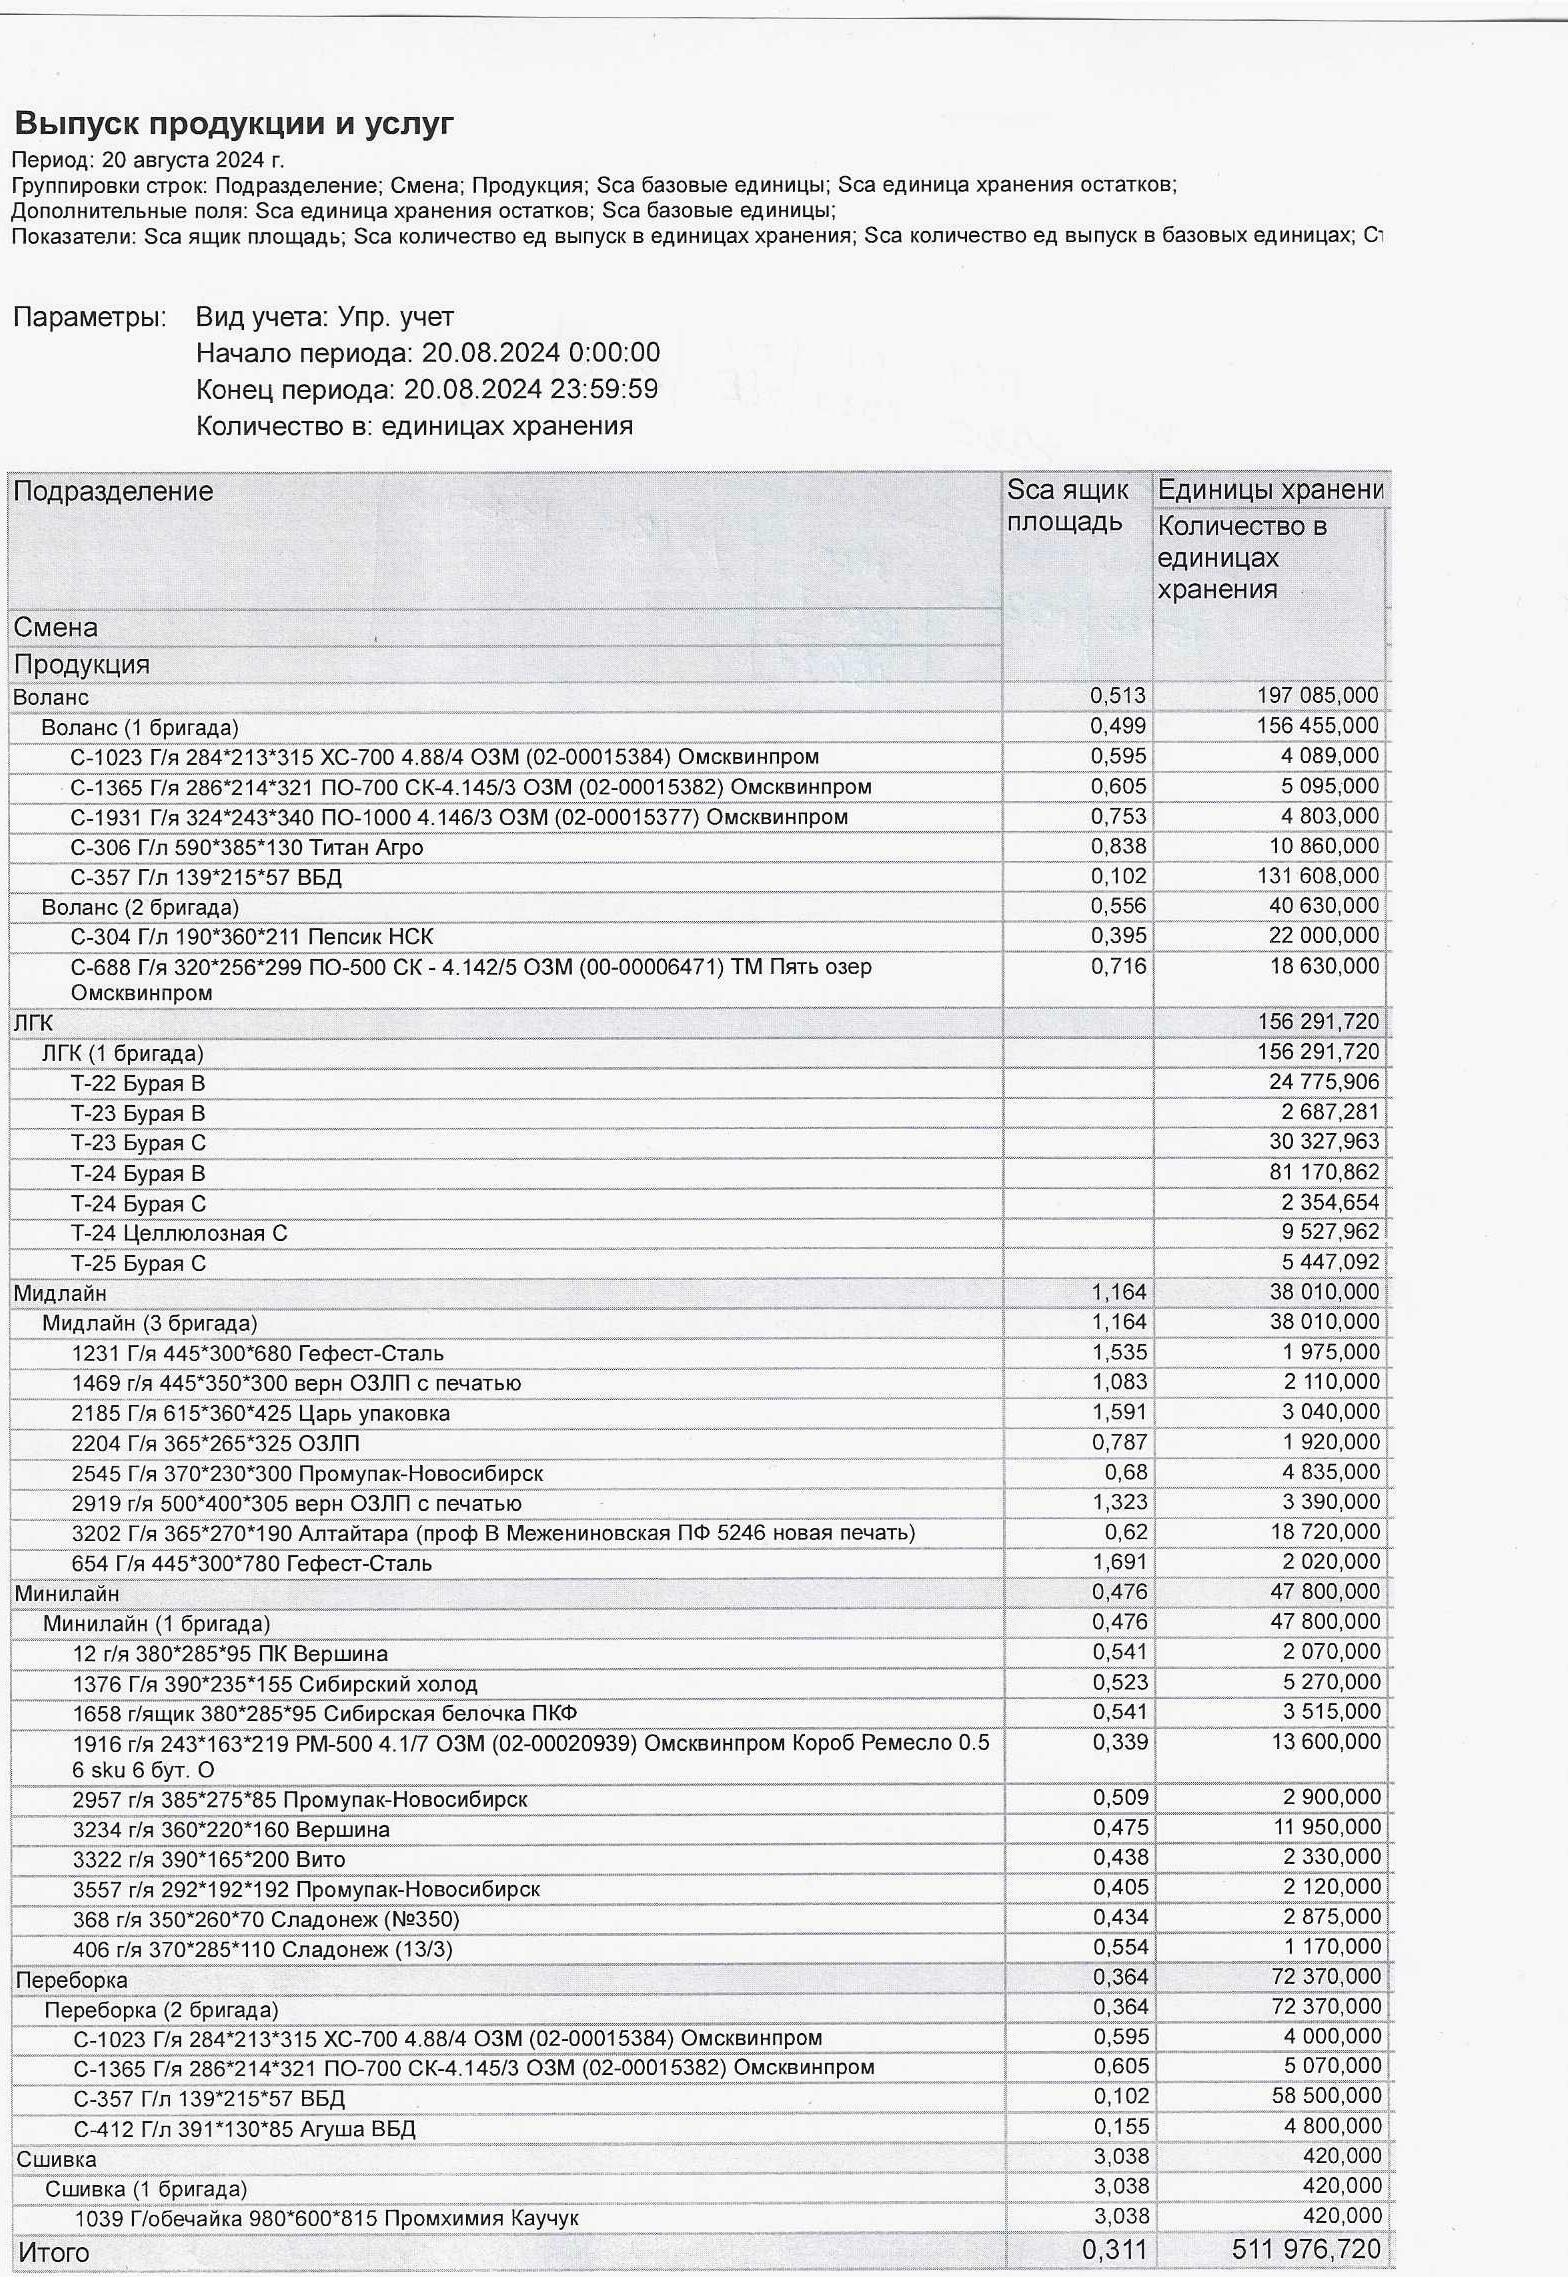 Выпуск продукции и услуг
Период: 20 августа 2024 г.
Группировки строк: Подразделение; Смена; Продукция; Sca базовые единицы; Sca единица хранения остатков;
Дополнительные поля: Sca единица хранения остатков; Sca базовые единицы;
Показатели: Sca ящик площадь; Sca количество ед выпуск в единицах хранения; Sca количество ед выпуск в базовых единицах;
Параметры: Вид учета: Упр. учет
Начало периода: 20.08.2024 0:00:00
Конец периода: 20.08.2024 23:59:59
Количество в: единицах хранения
Подразделение Sca ящик Единицы хранени
площадь Количество в
единицах
хранения
Смена
Продукция
Воланс 0,513 197 085,000
Воланс (1 бригада) 0,499 156 455,000
С-1023 Г/я 284*213*315 ХС-700 4.88/4 ОЗМ (02-00015384) Омсквинпром 0,595 4 089,000
С-1365 Г/я 286*214*321 ПО-700 СК-4.145/3 ОЗМ (02-00015382) Омсквинпром 0,605 5 095,000
С-1931 Г/я 324*243*340 ПО-1000 4.146/3 ОЗМ (02-00015377) Омсквинпром 0,753 4 803,000
С-306 Г/л 590*385*130 Титан Агро 0,838 10 860,000
С-357 Г/л 139*215*57 ВБД 0,102 131 608,000
Воланс (2 бригада) 0,556 40 630,000
С-304 Г/л 190*360*211 Пепсик НСК 0,395 22 000,000
С-688 Г/я 320*256*299 ПО-500 СК - 4.142/5 ОЗМ (00-00006471) ТМ Пять озер 0,716 18 630,000
Омсквинпром
ЛГК 156 291,720
ЛГК (1 бригада) 156 291,720
Т-22 Бурая В 24 775,906
Т-23 Бурая В 2 687,281
Т-23 Бурая С 30 327,963
Т-24 Бурая В 81 170,862
Т-24 Бурая С 2 354,654
Т-24 Целлюлозная С 9 527,962
Т-25 Бурая С 5 447,092
Мидлайн 1,164 38 010,000
Мидлайн (3 бригада) 1,164 38 010,000
1231 Г/я 445*300*680 Гефест-Сталь 1,535 1 975,000
1469 г/я 445*350*300 верн ОЗЛП с печатью 1,083 2 110,000
2185 Г/я 615*360*425 Царь упаковка 1,591 3 040,000
2204 Г/я 365*265*325 ОЗЛП 0,787 1 920,000
2545 Г/я 370*230*300 Промупак-Новосибирск 0,68 4 835,000
2919 г/я 500*400*305 верн ОЗЛП с печатью 1,323 3 390,000
3202 Г/я 365*270*190 Алтайтара (проф В Межениновская ПФ 5246 новая печать) 0,62 18 720,000
654 Г/я 445*300*780 Гефест-Сталь 1,691 2 020,000
Минилайн 0,476 47 800,000
Минилайн (1 бригада) 0,476 47 800,000
12 г/я 380*285*95 ПК Вершина 0,541 2 070,000
1376 Г/я 390*235*155 Сибирский холод 0,523 5 270,000
1658 г/ящик 380*285*95 Сибирская белочка ПКФ 0,541 3 515,000
1916 г/я 243*163*219 РМ-500 4.1/7 ОЗМ (02-00020939) Омсквинпром Короб Ремесло 0.5 0,339 13 600,000
6 sku 6 бут. О
2957 г/я 385*275*85 Промупак-Новосибирск 0,509 2 900,000
3234 г/я 360*220*160 Вершина 0,475 11 950,000
3322 г/я 390*165*200 Вито 0,438 2 330,000
3557 г/я 292*192*192 Промупак-Новосибирск 0,405 2 120,000
368 г/я 350*260*70 Сладонеж (№350) 0,434 2 875,000
406 г/я 370*285*110 Сладонеж (13/3) 0,554 1 170,000
Переборка 0,364 72 370,000
Переборка (2 бригада) 0,364 72 370,000
С-1023 Г/я 284*213*315 ХС-700 4.88/4 ОЗМ (02-00015384) Омсквинпром 0,595 4 000,000
С-1365 Г/я 286*214*321 ПО-700 СК-4.145/3 ОЗМ (02-00015382) Омсквинпром 0,605 5 070,000
С-357 Г/л 139*215*57 ВБД 0,102 58 500,000
С-412 Г/л 391*130*85 Агуша ВБД 0,155 4 800,000
Сшивка 3,038 420,000
Сшивка (1 бригада) 3,038 420,000
1039 Г/обечайка 980*600*815 Промхимия Каучук 3,038 420,000
Итого 0,311 511 976,720